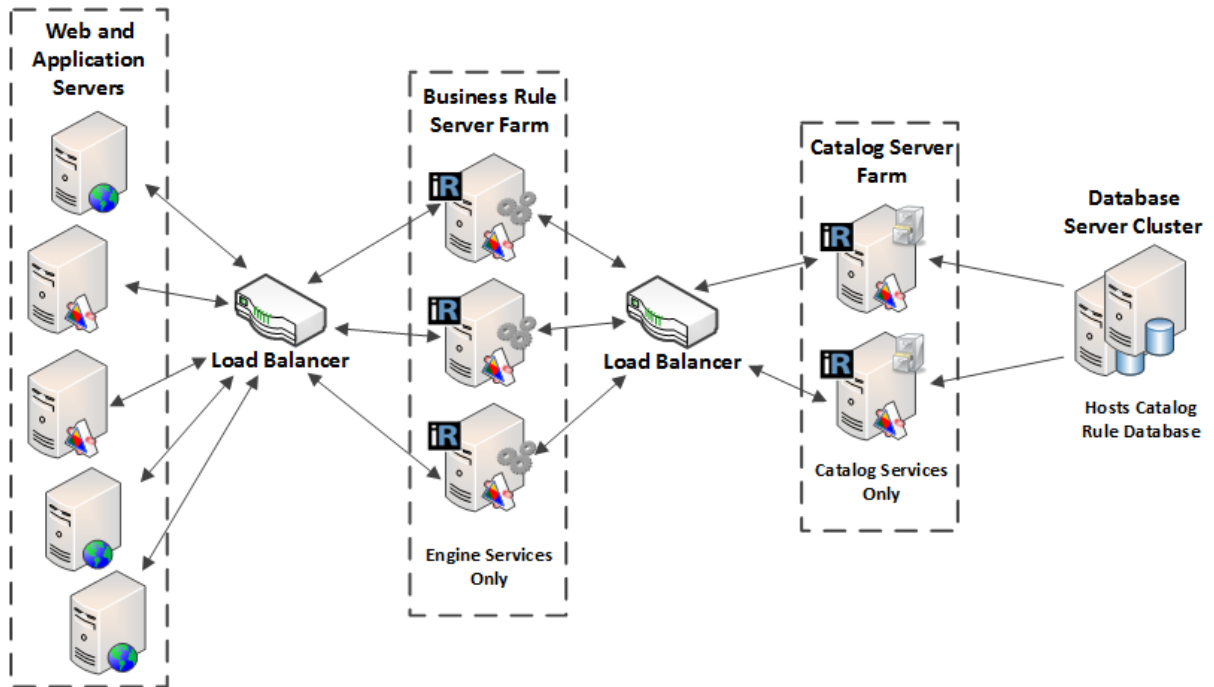 Web and
Application
Servers
Load Balancer
Business Rule
Server Farm
iR
iR
iR
Engine Services
Only
Load Balancer
Catalog Server
Farm
iR
iR
Catalog Services
Only
Database
Server Cluster
Hosts Catalog
Rule Database